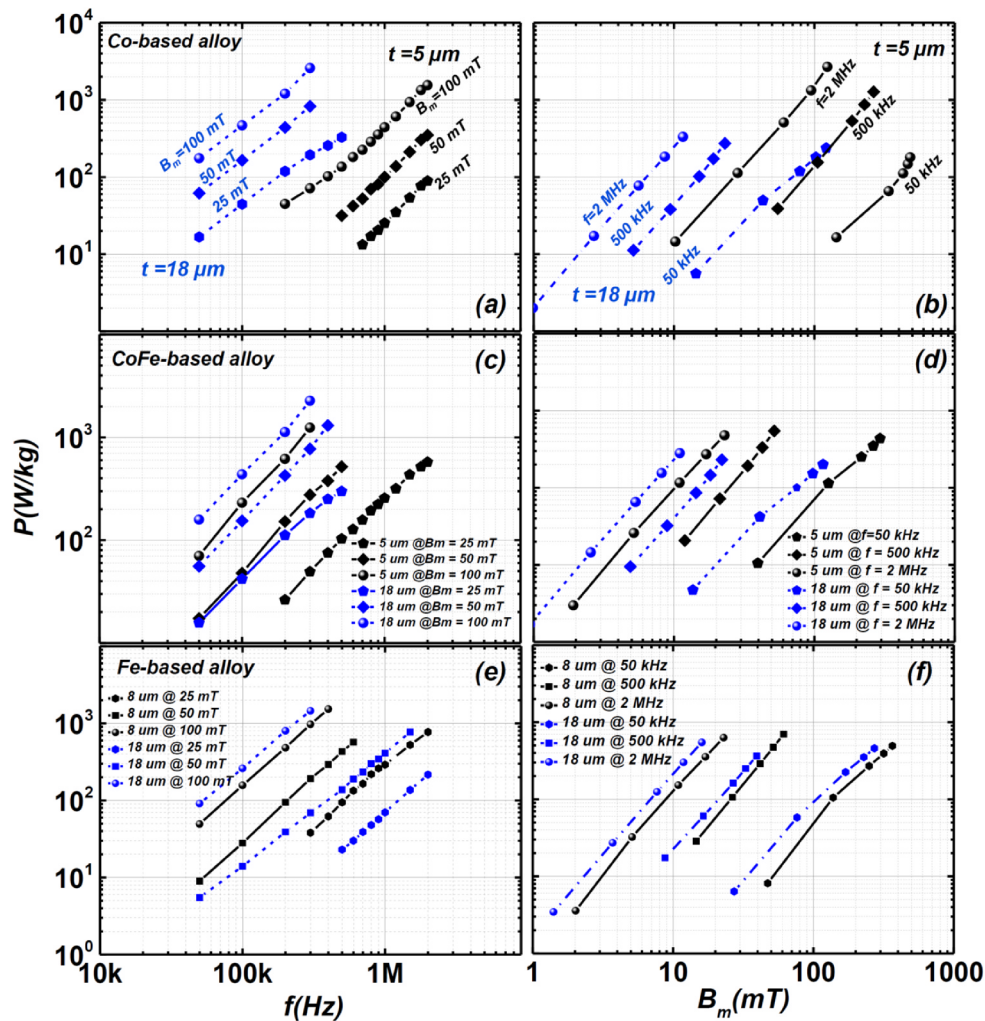 Co-based alloy
t =5 µm
B_m=100 mT
50 mT
25 mT
B_m=100 mT
50 mT
25 mT
t =18 µm
(a)
10^4
10^3
10^2
10^1
t =5 µm
f=2 MHz
500 kHz
50 kHz
f=2 MHz
500 kHz
50 kHz
t =18 µm
(b)
CoFe-based alloy
(c)
10^3
10^2
5 um @Bm = 25 mT
5 um @Bm = 50 mT
5 um @Bm = 100 mT
18 um @Bm = 25 mT
18 um @Bm = 50 mT
18 um @Bm = 100 mT
(d)
5 um @f=50 kHz
5 um @ f = 500 kHz
5 um @ f = 2 MHz
18 um @ f = 50 kHz
18 um @ f = 500 kHz
18 um @ f = 2 MHz
P(W/kg)
Fe-based alloy
(e)
8 um @ 25 mT
8 um @ 50 mT
8 um @ 100 mT
18 um @ 25 mT
18 um @ 50 mT
18 um @ 100 mT
10^3
10^2
10^1
10^0
(f)
8 um @ 50 kHz
8 um @ 500 kHz
8 um @ 2 MHz
18 um @ 50 kHz
18 um @ 500 kHz
18 um @ 2 MHz
10k 100k 1M
f(Hz)
1 10 100 1000
B_m(mT)